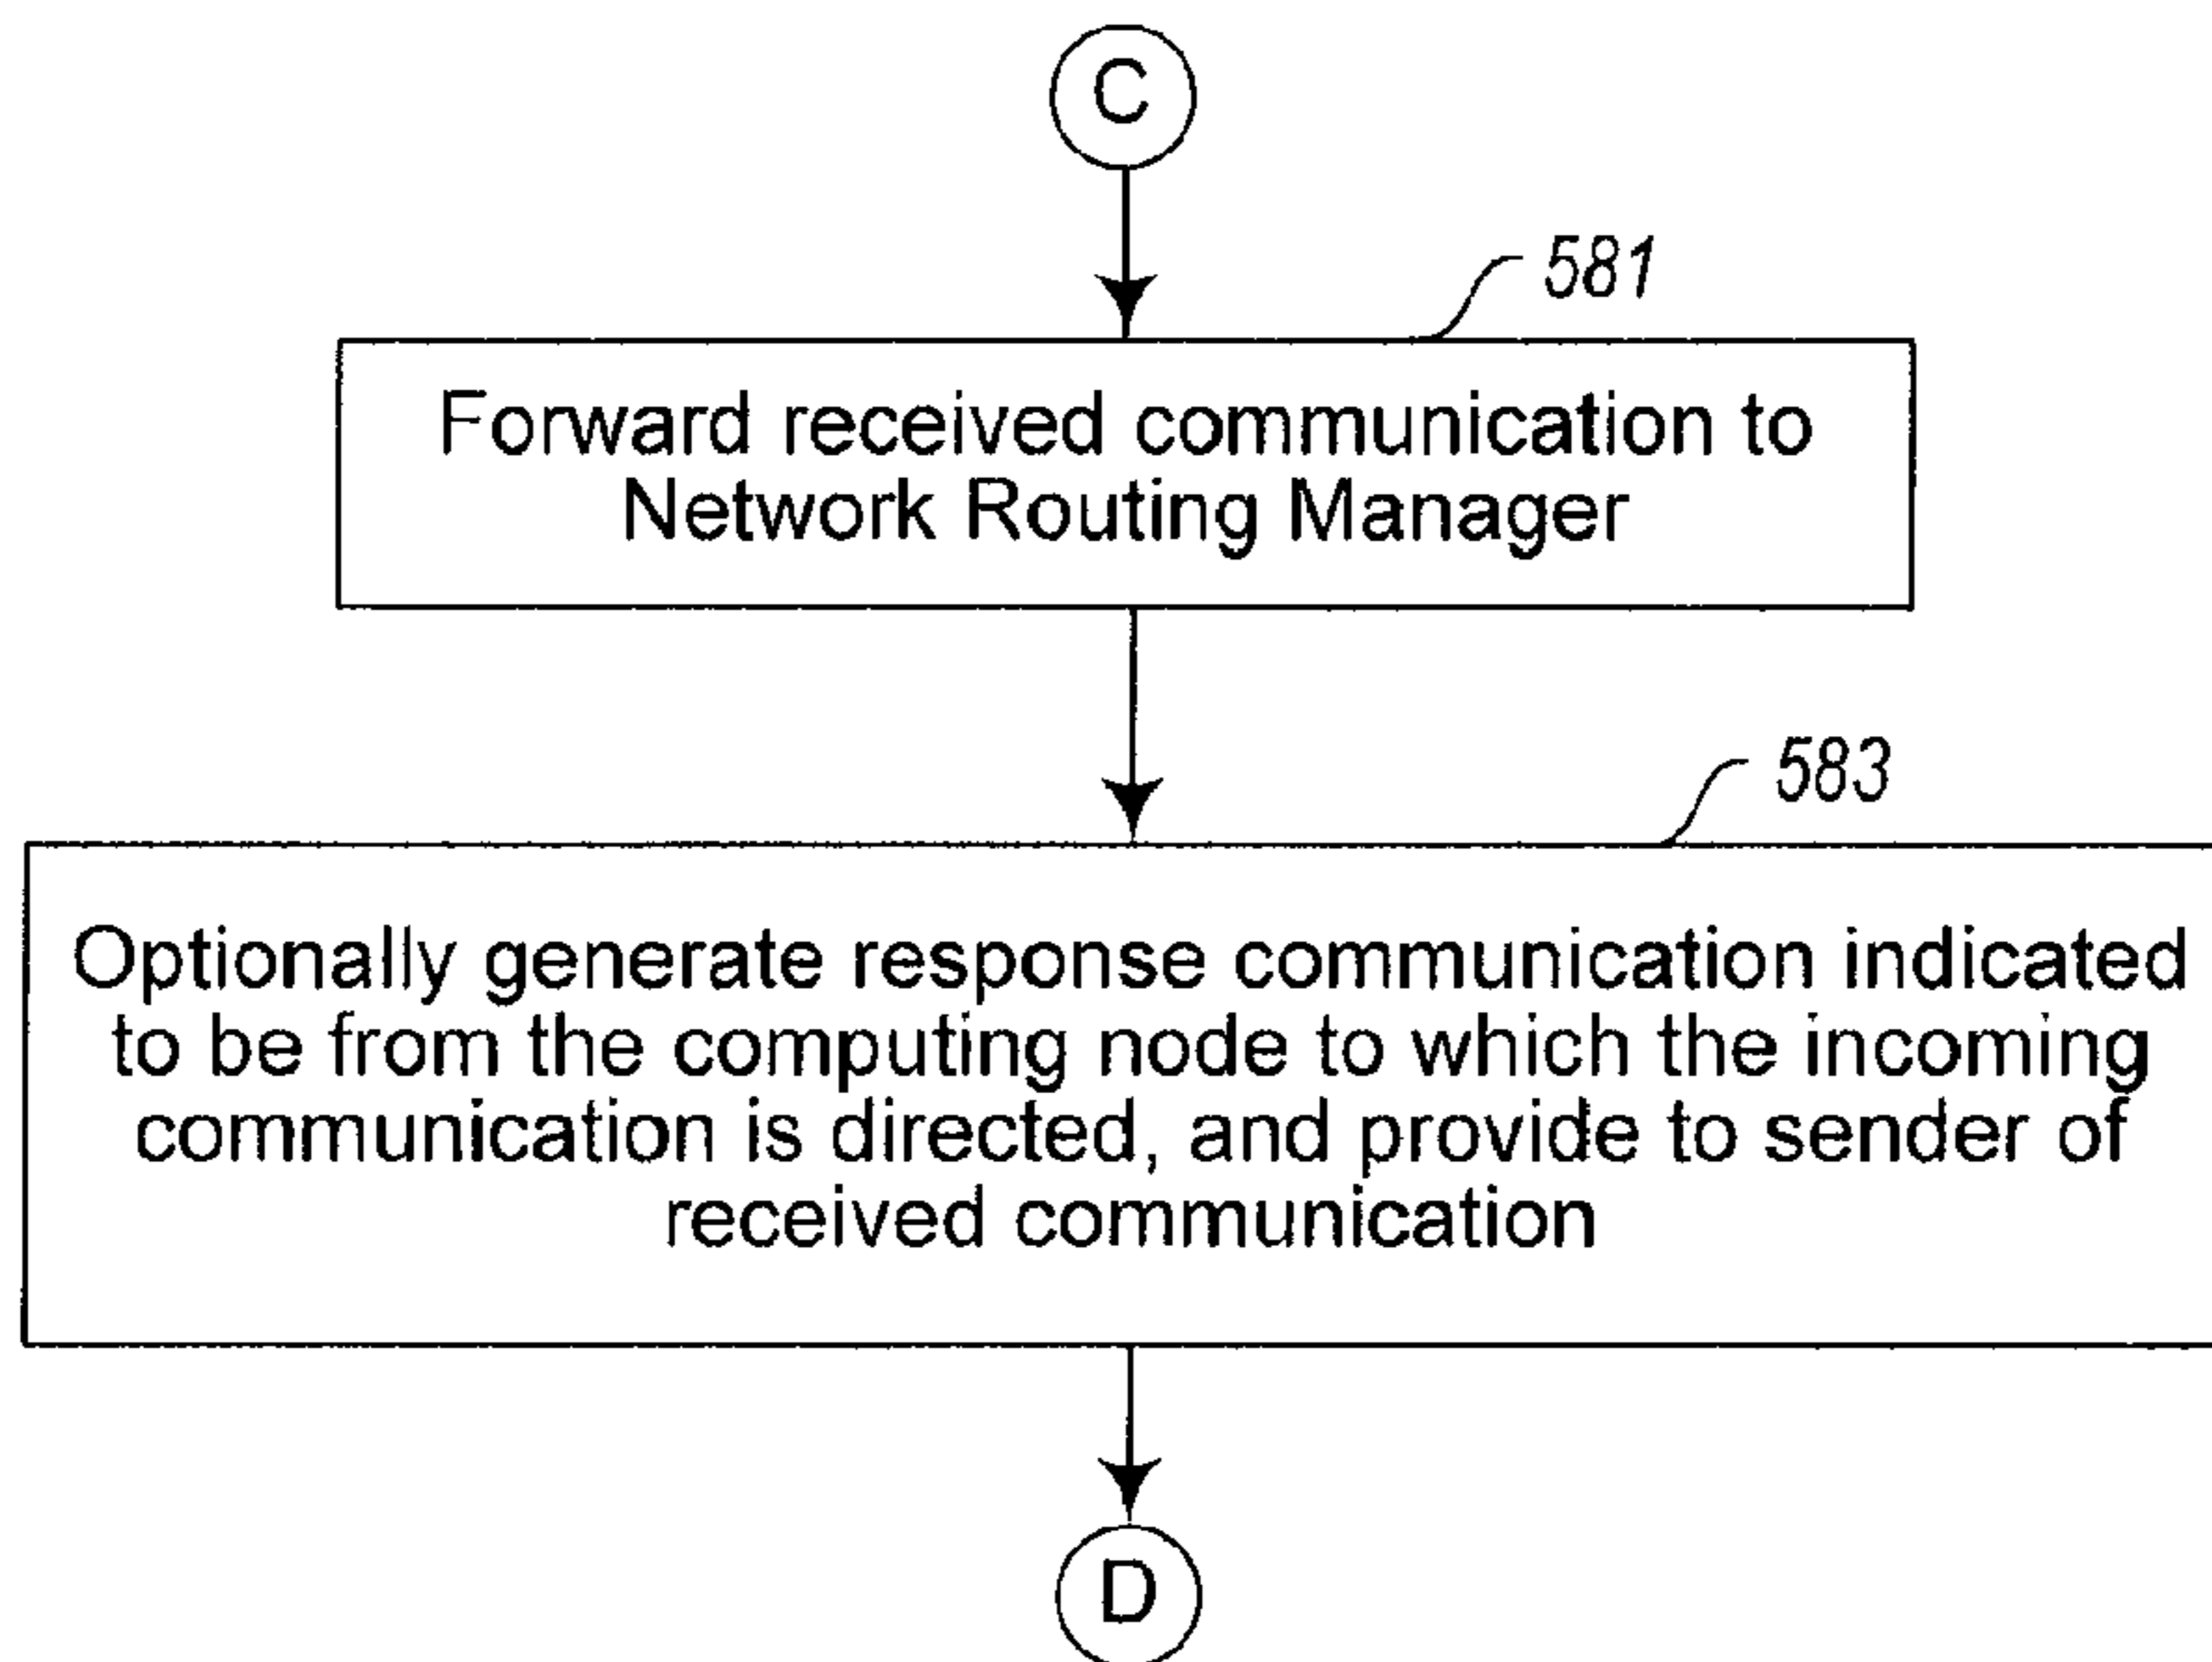 C
581
Forward received communication to
Network Routing Manager
583
Optionally generate response communication indicated
to be from the computing node to which the incoming
communication is directed, and provide to sender of
received communication
D